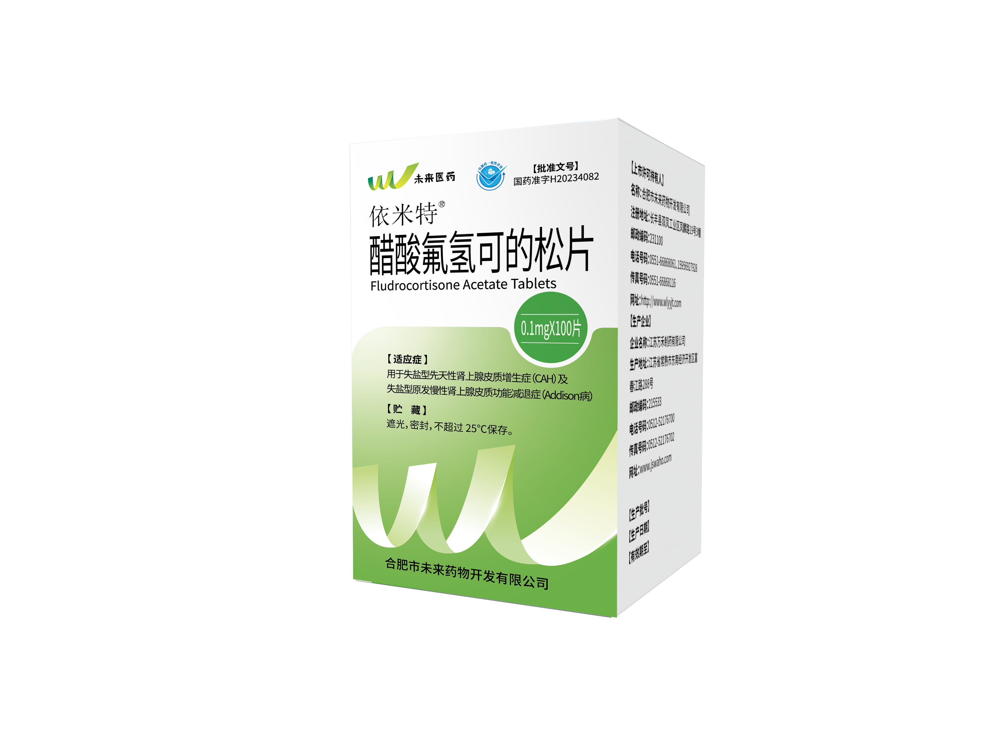 未来医药
仿制药一致性评价
【批准文号】
国药准字H20234082
依米特®
醋酸氟氢可的松片
Fludrocortisone Acetate Tablets
0.1mgX100片
【适应症】
用于失盐型先天性肾上腺皮质增生症(CAH)及
失盐型原发慢性肾上腺皮质功能减退症(Addison病)
【贮 藏】
遮光,密封,不超过 25℃保存。
合肥市未来药物开发有限公司
【上市许可持有人】
名称:合肥市未来药物开发有限公司
注册地址:长丰县双凤工业区凤麟路19号3幢
邮政编码:231100
电话号码:0551-66868061、15956927928
传真号码:0551-66868116
网址:http://www.wlyyjt.com
【生产企业】
企业名称:江苏万禾制药有限公司
生产地址:江苏省常熟市东南经济开发区富
春江路288号
邮政编码:215533
电话号码:0512-52176700
传真号码:0512-52176702
网址:www.jswaho.com
【生产批号】
【生产日期】
【有效期至】